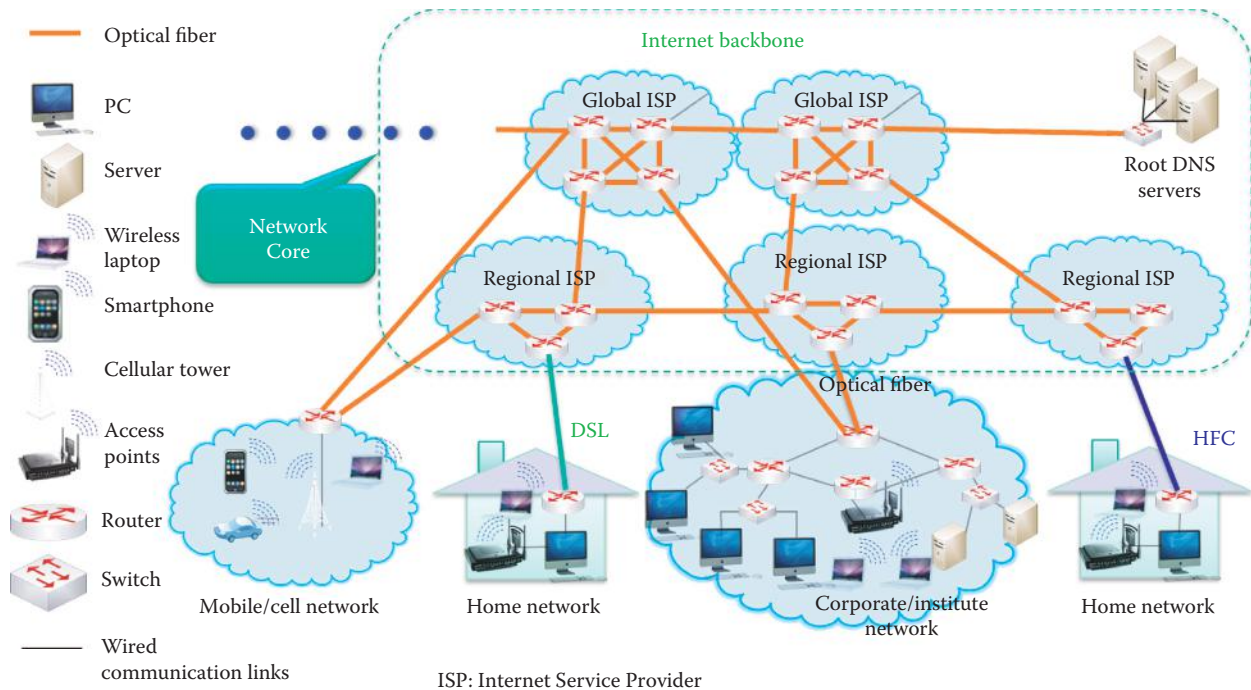 Optical fiber
PC
Server
Wireless
laptop
Smartphone
Cellular tower
Access
points
Router
Switch
Wired
communication links
Internet backbone
Global ISP
Global ISP
Root DNS
servers
Network
Core
Regional ISP
Regional ISP
Regional ISP
Optical fiber
DSL
HFC
Mobile/cell network
Home network
Corporate/institute
network
Home network
ISP: Internet Service Provider